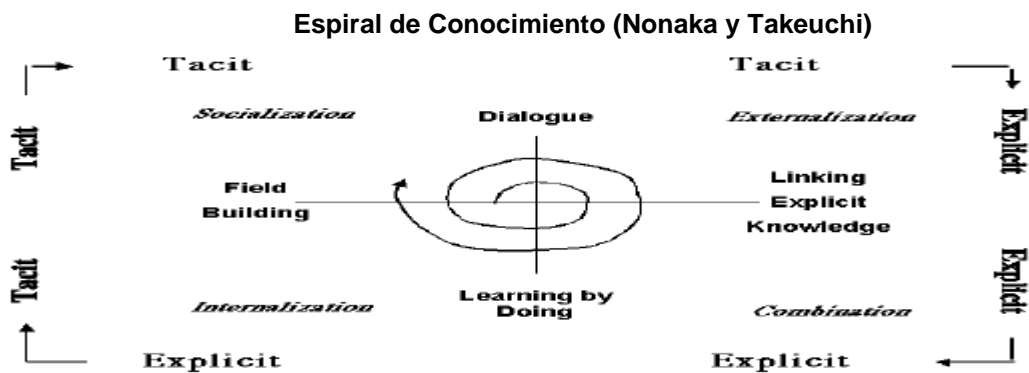 Espiral de Conocimiento (Nonaka y Takeuchi)
Tacit
Tacit
Socialization
Dialogue
Externalization
Tacit
Explicit
Field
Building
Linking
Explicit
Knowledge
Tacit
Explicit
Internalization
Learning by
Doing
Combination
Explicit
Explicit